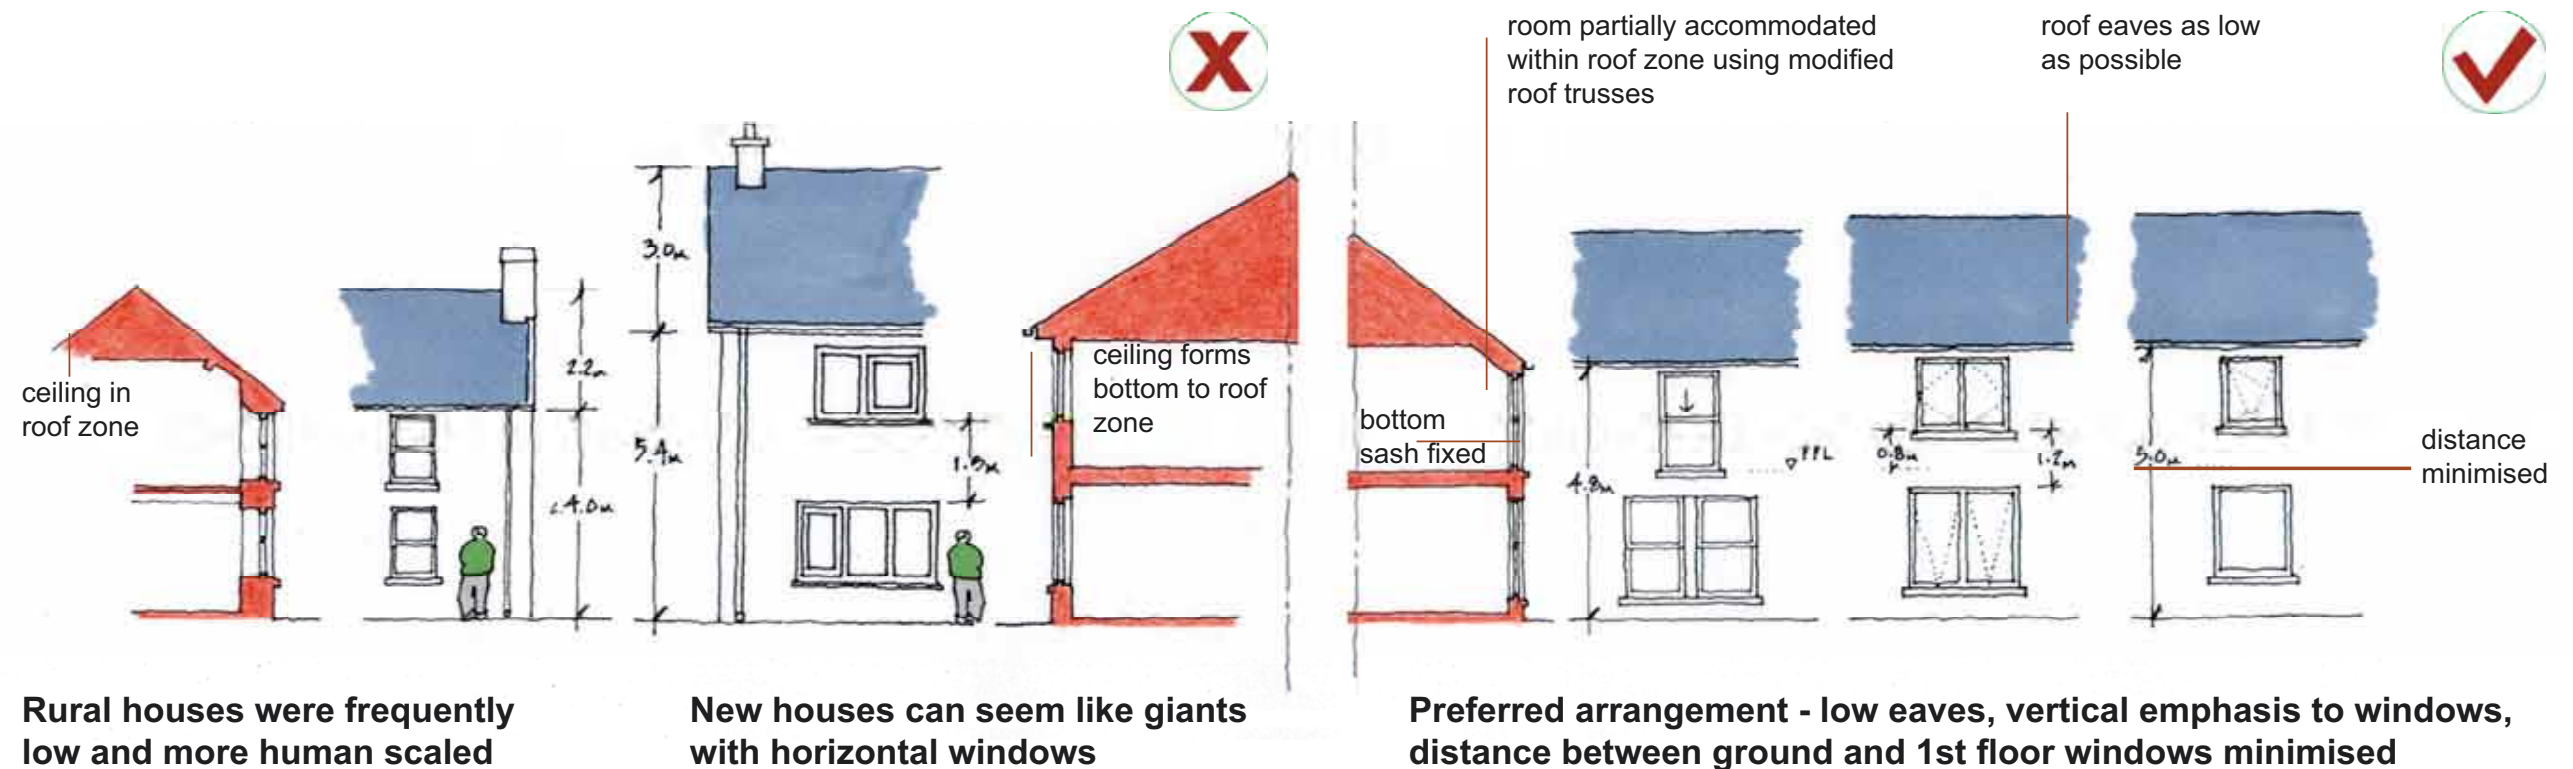 room partially accommodated
within roof zone using modified
roof trusses
roof eaves as low
as possible
ceiling in
roof zone
2.2m
c4.0m
3.0m
5.4m
1.5m
ceiling forms
bottom to roof
zone
bottom
sash fixed
4.8m
FFL
0.8m
1.2m
5.0m
distance
minimised
Rural houses were frequently
low and more human scaled
New houses can seem like giants
with horizontal windows
Preferred arrangement - low eaves, vertical emphasis to windows,
distance between ground and 1st floor windows minimised